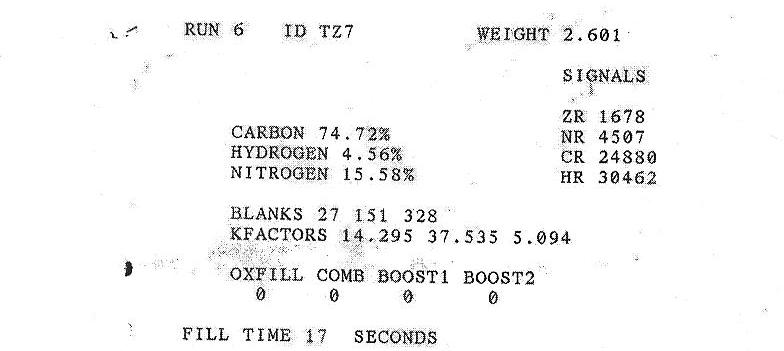 RUN 6 ID TZ7 WEIGHT 2.601
SIGNALS
ZR 1678
CARBON 74.72% NR 4507
HYDROGEN 4.56% CR 24880
NITROGEN 15.58% HR 30462
BLANKS 27 151 328
KFACTORS 14.295 37.535 5.094
OXFILL COMB BOOST1 BOOST2
0 0 0 0
FILL TIME 17 SECONDS